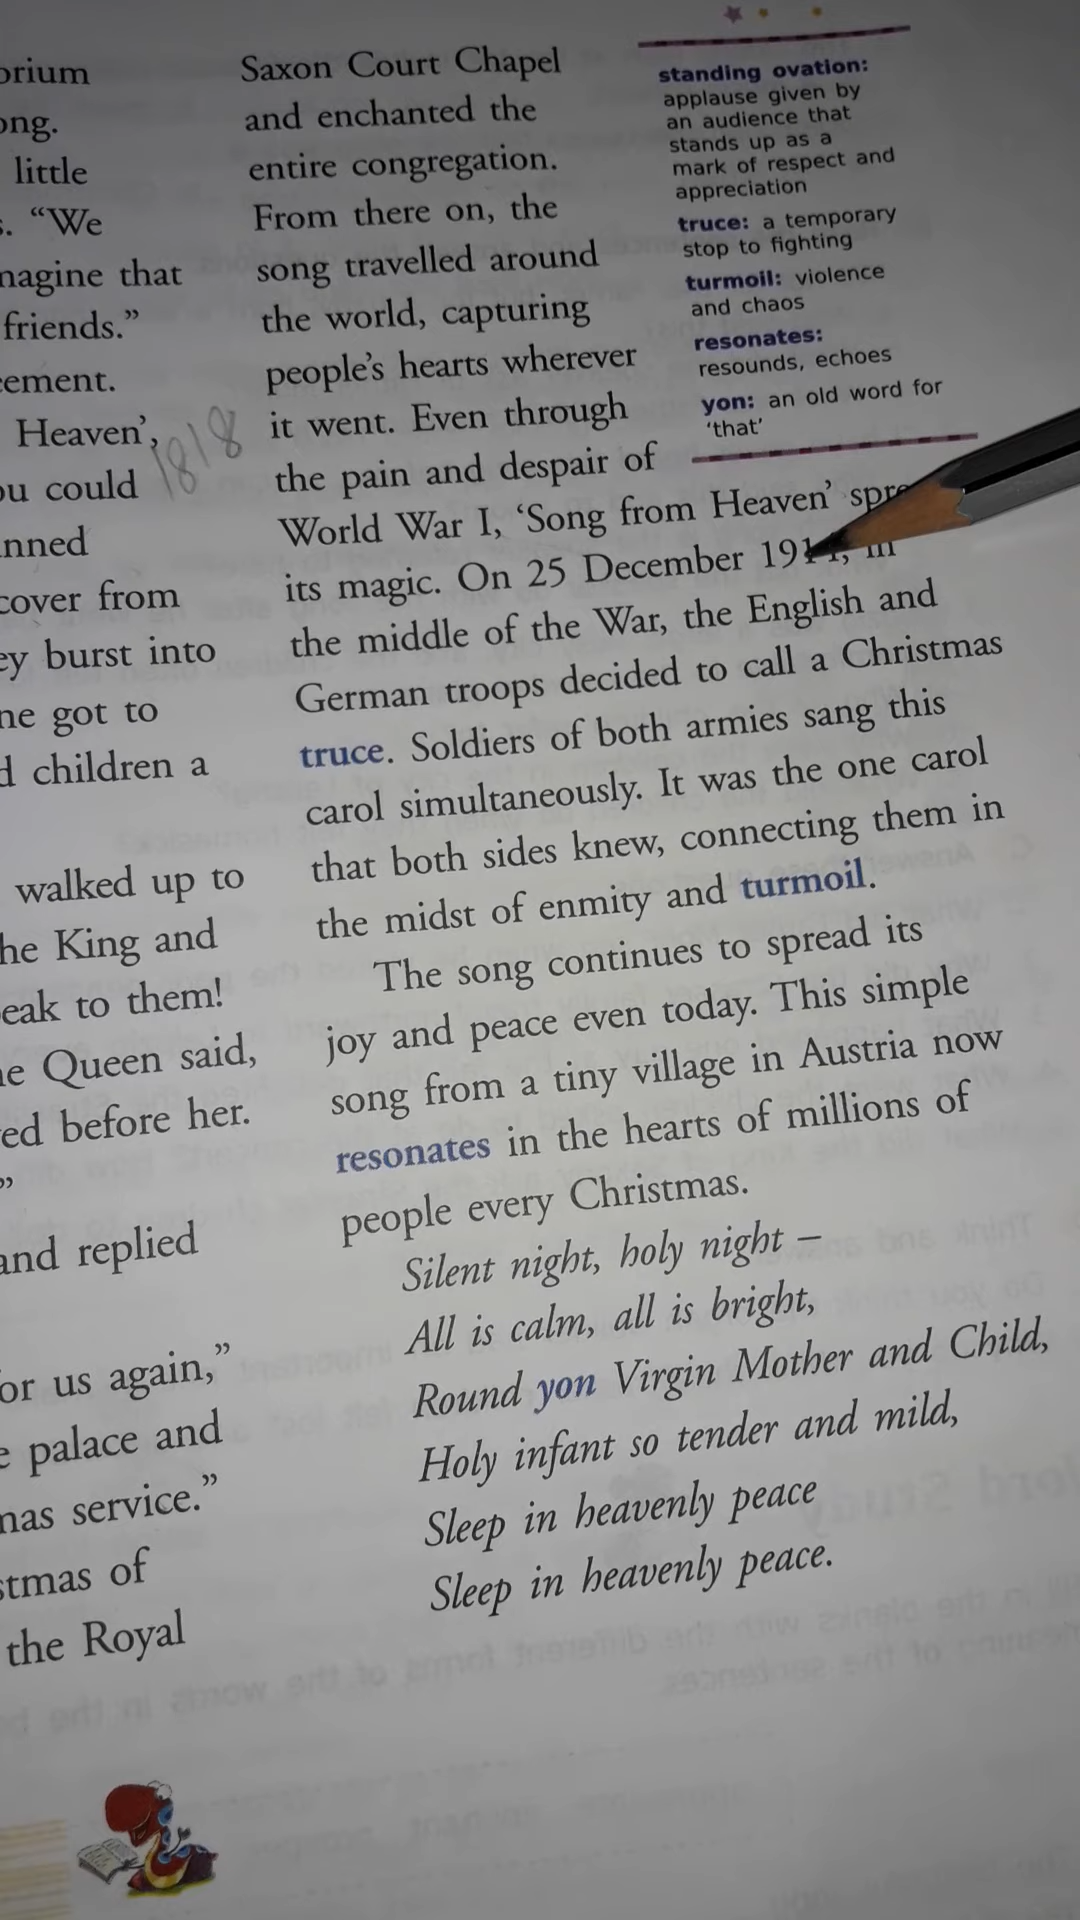 orium
ong.
little
s. “We
nagine that
friends.”
cement.
Heaven’,
ou could
nned
cover from
ey burst into
ne got to
d children a
walked up to
he King and
eak to them!
ne Queen said,
ed before her.
”
and replied
or us again,”
e palace and
mas service.”
stmas of
the Royal
1818
Saxon Court Chapel
and enchanted the
entire congregation.
From there on, the
song travelled around
the world, capturing
people’s hearts wherever
it went. Even through
the pain and despair of
World War I, ‘Song from Heaven’ spre
its magic. On 25 December 1914, in
the middle of the War, the English and
German troops decided to call a Christmas
truce. Soldiers of both armies sang this
carol simultaneously. It was the one carol
that both sides knew, connecting them in
the midst of enmity and turmoil.
The song continues to spread its
joy and peace even today. This simple
song from a tiny village in Austria now
resonates in the hearts of millions of
people every Christmas.
Silent night, holy night –
All is calm, all is bright,
Round yon Virgin Mother and Child,
Holy infant so tender and mild,
Sleep in heavenly peace
Sleep in heavenly peace.
standing ovation:
applause given by
an audience that
stands up as a
mark of respect and
appreciation
truce: a temporary
stop to fighting
turmoil: violence
and chaos
resonates:
resounds, echoes
yon: an old word for
‘that’